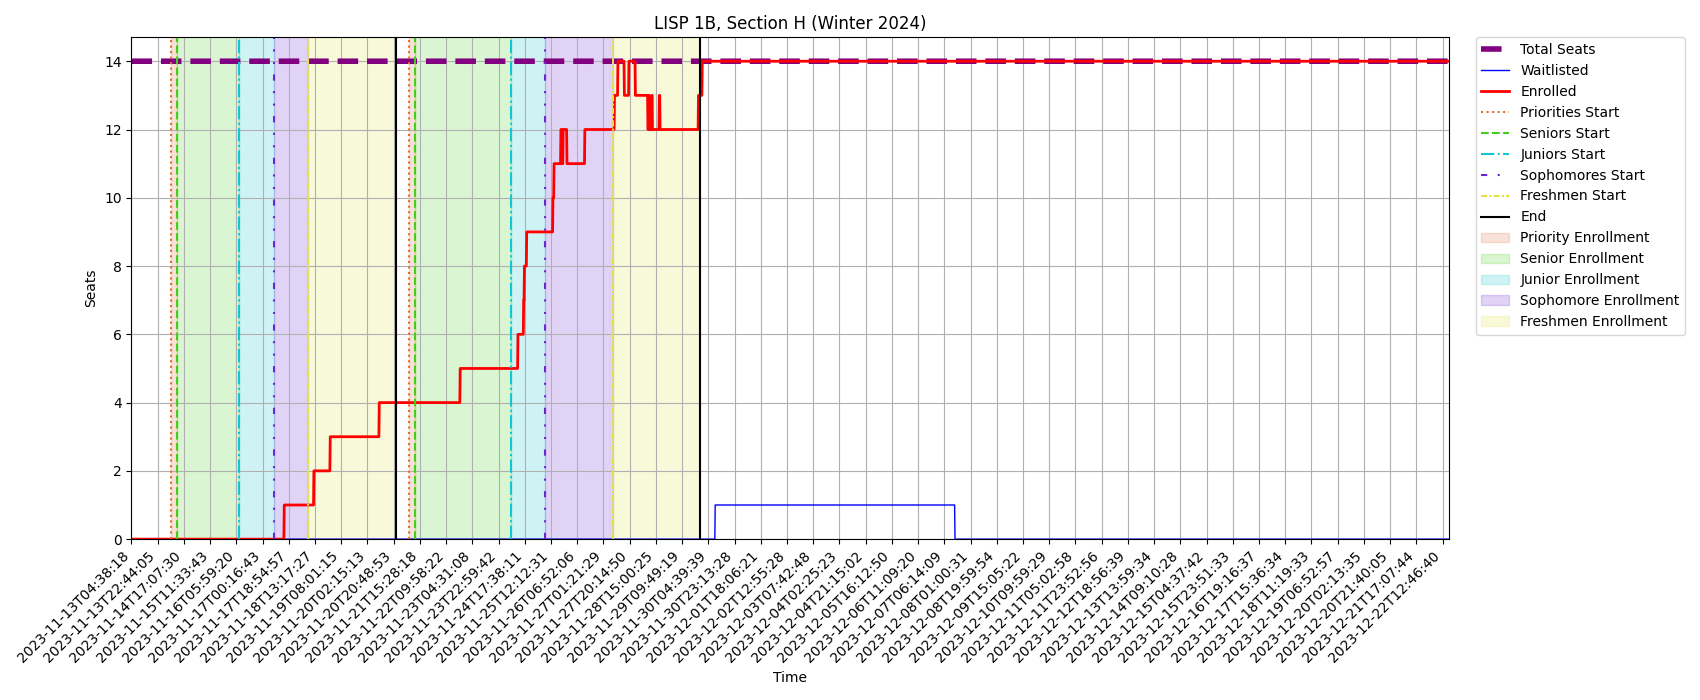 LISP 1B, Section H (Winter 2024)
Seats
14
12
10
8
6
4
2
0
2023-11-13T04:38:18
2023-11-13T22:44:05
2023-11-14T17:07:30
2023-11-15T11:33:43
2023-11-16T05:59:20
2023-11-17T00:16:43
2023-11-17T18:54:57
2023-11-18T13:17:27
2023-11-19T08:01:15
2023-11-20T02:15:13
2023-11-20T20:48:53
2023-11-21T15:28:18
2023-11-22T09:58:22
2023-11-23T04:31:08
2023-11-23T22:59:42
2023-11-24T17:38:11
2023-11-25T12:12:31
2023-11-26T06:52:06
2023-11-27T01:21:29
2023-11-27T20:14:50
2023-11-28T15:00:25
2023-11-29T09:49:19
2023-11-30T04:39:39
2023-11-30T23:13:28
2023-12-01T18:06:21
2023-12-02T12:55:28
2023-12-03T07:42:48
2023-12-04T02:25:23
2023-12-04T21:15:02
2023-12-05T16:12:50
2023-12-06T11:09:20
2023-12-07T06:14:09
2023-12-08T01:00:31
2023-12-08T19:59:54
2023-12-09T15:05:22
2023-12-10T09:59:29
2023-12-11T05:02:58
2023-12-11T23:52:56
2023-12-12T18:56:39
2023-12-13T13:59:34
2023-12-14T09:10:28
2023-12-15T04:37:42
2023-12-15T23:51:33
2023-12-16T19:16:37
2023-12-17T15:36:34
2023-12-18T11:19:33
2023-12-19T06:52:57
2023-12-20T02:13:35
2023-12-20T21:40:05
2023-12-21T17:07:44
2023-12-22T12:46:40
Time
Total Seats
Waitlisted
Enrolled
Priorities Start
Seniors Start
Juniors Start
Sophomores Start
Freshmen Start
End
Priority Enrollment
Senior Enrollment
Junior Enrollment
Sophomore Enrollment
Freshmen Enrollment